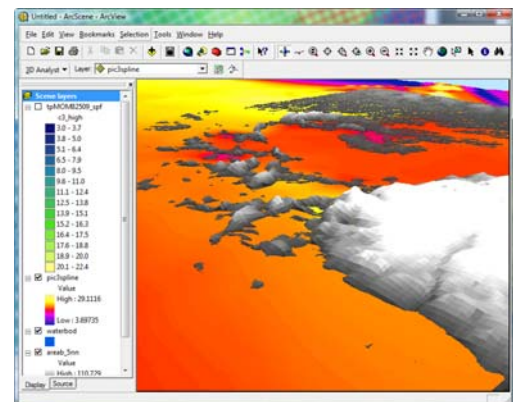 Untitled - ArcScene - ArcView
File Edit View Bookmarks Selection Tools Window Help
3D Analyst Layer: pic3spline
Scene layers
tpMOMB2509_spf
c3_high
3.0 - 3.7
3.8 - 5.0
5.1 - 6.4
6.5 - 7.9
8.0 - 9.5
9.6 - 11.0
11.1 - 12.4
12.5 - 13.8
13.9 - 15.1
15.2 - 16.3
16.4 - 17.5
17.6 - 18.8
18.9 - 20.0
20.1 - 22.4
pic3spline
Value
High : 29.1116
Low : 3.69735
waterbod
areab_5nn
Value
High : 110.779
Display Source